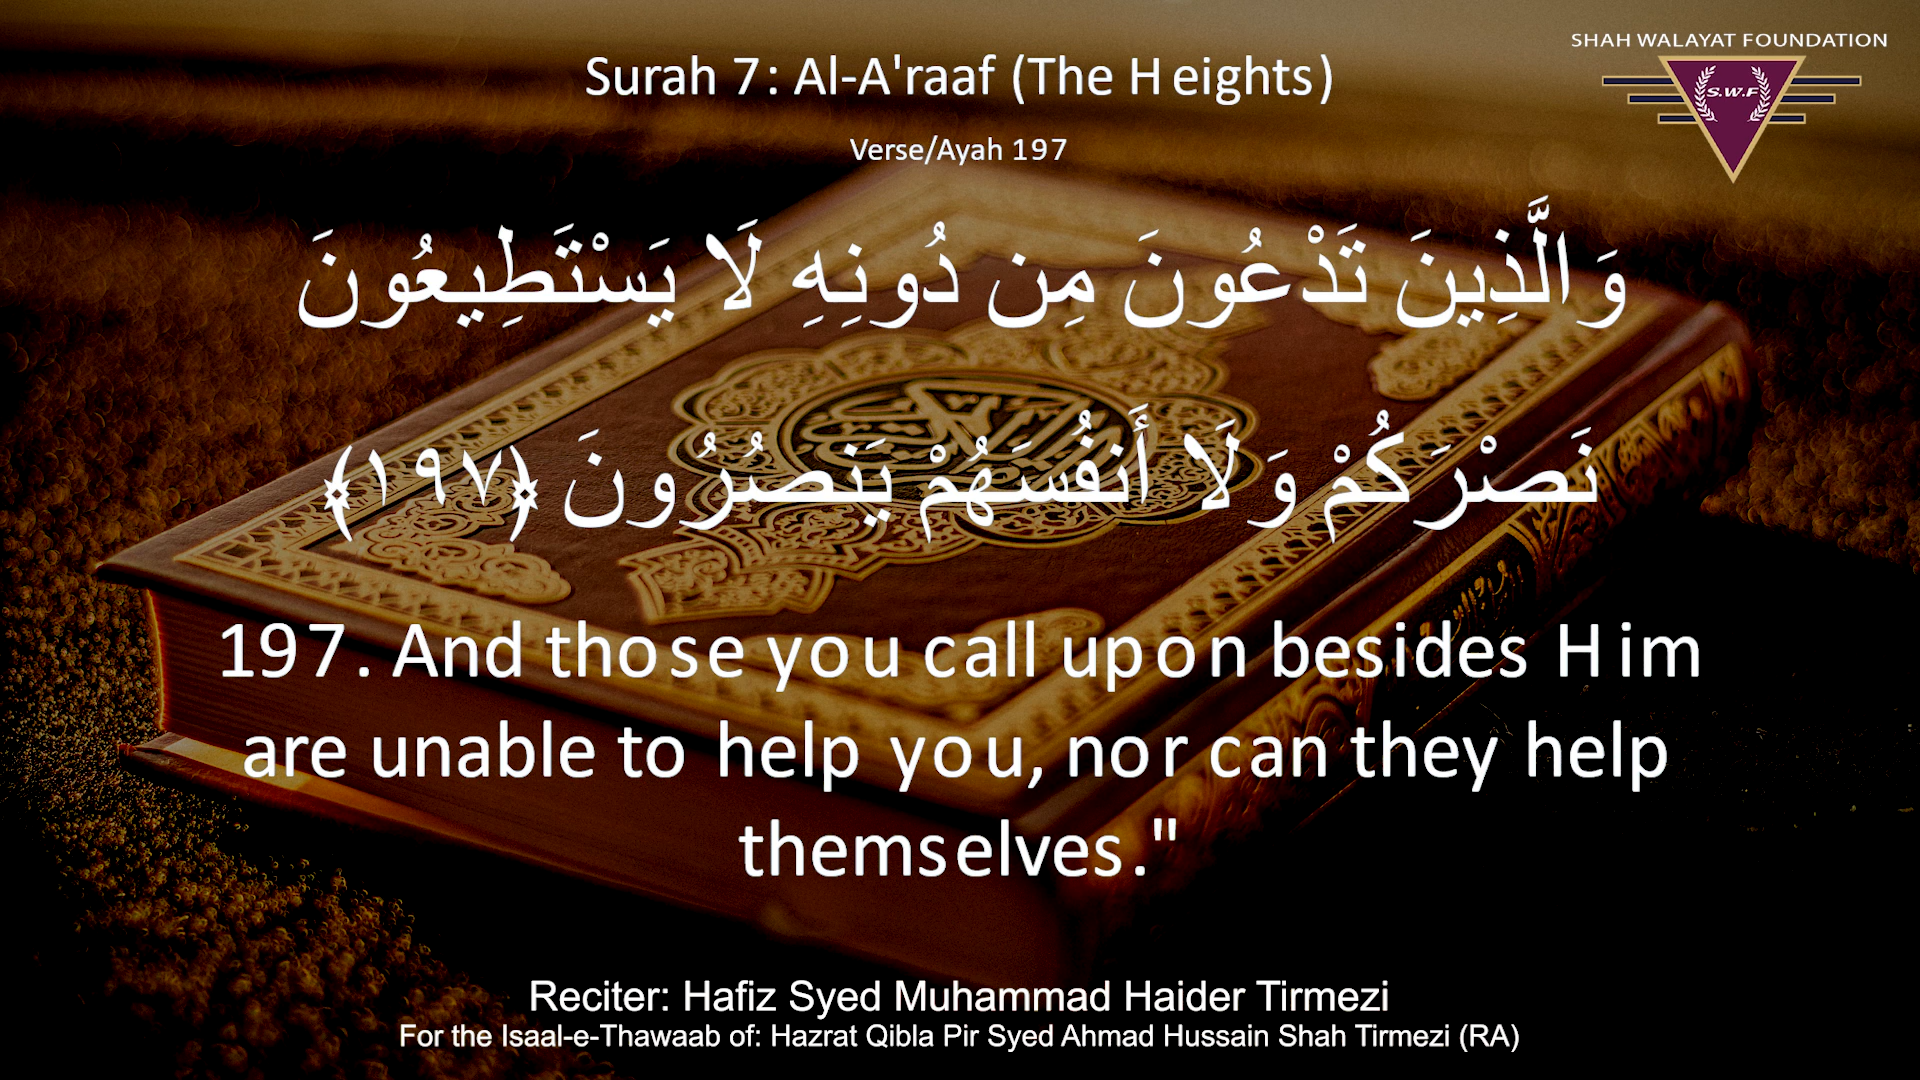 SHAH WALAYAT FOUNDATION
S.W.F
Surah 7: Al-A'raaf (The Heights)
Verse/Ayah 197
وَالَّذِينَ تَدْعُونَ مِن دُونِهِ لَا يَسْتَطِيعُونَ
نَصْرَكُمْ وَلَا أَنفُسَهُمْ يَنصُرُونَ ﴿١٩٧﴾
197. And those you call upon besides Him
are unable to help you, nor can they help
themselves."
Reciter: Hafiz Syed Muhammad Haider Tirmezi
For the Isaal-e-Thawaab of: Hazrat Qibla Pir Syed Ahmad Hussain Shah Tirmezi (RA)